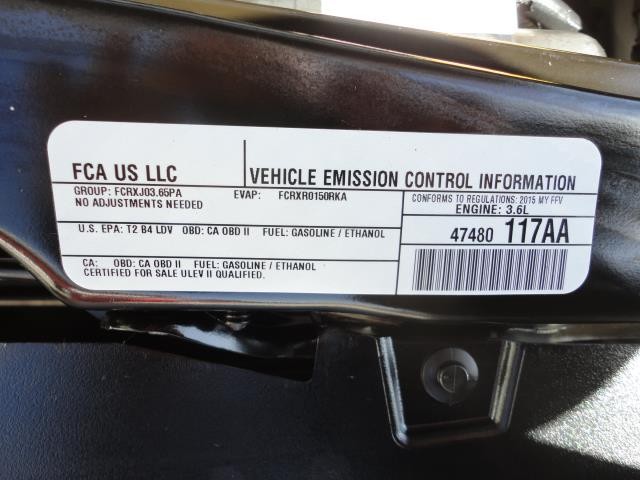 FCA US LLC
VEHICLE EMISSION CONTROL INFORMATION
GROUP: FCRXJ03.65PA EVAP: FCRXR0150RKA
NO ADJUSTMENTS NEEDED
CONFORMS TO REGULATIONS: 2015 MY FFV
ENGINE: 3.6L
U.S. EPA: T2 B4 LDV OBD: CA OBD II FUEL: GASOLINE / ETHANOL
47480 117AA
CA: OBD: CA OBD II FUEL: GASOLINE / ETHANOL
CERTIFIED FOR SALE ULEV II QUALIFIED.